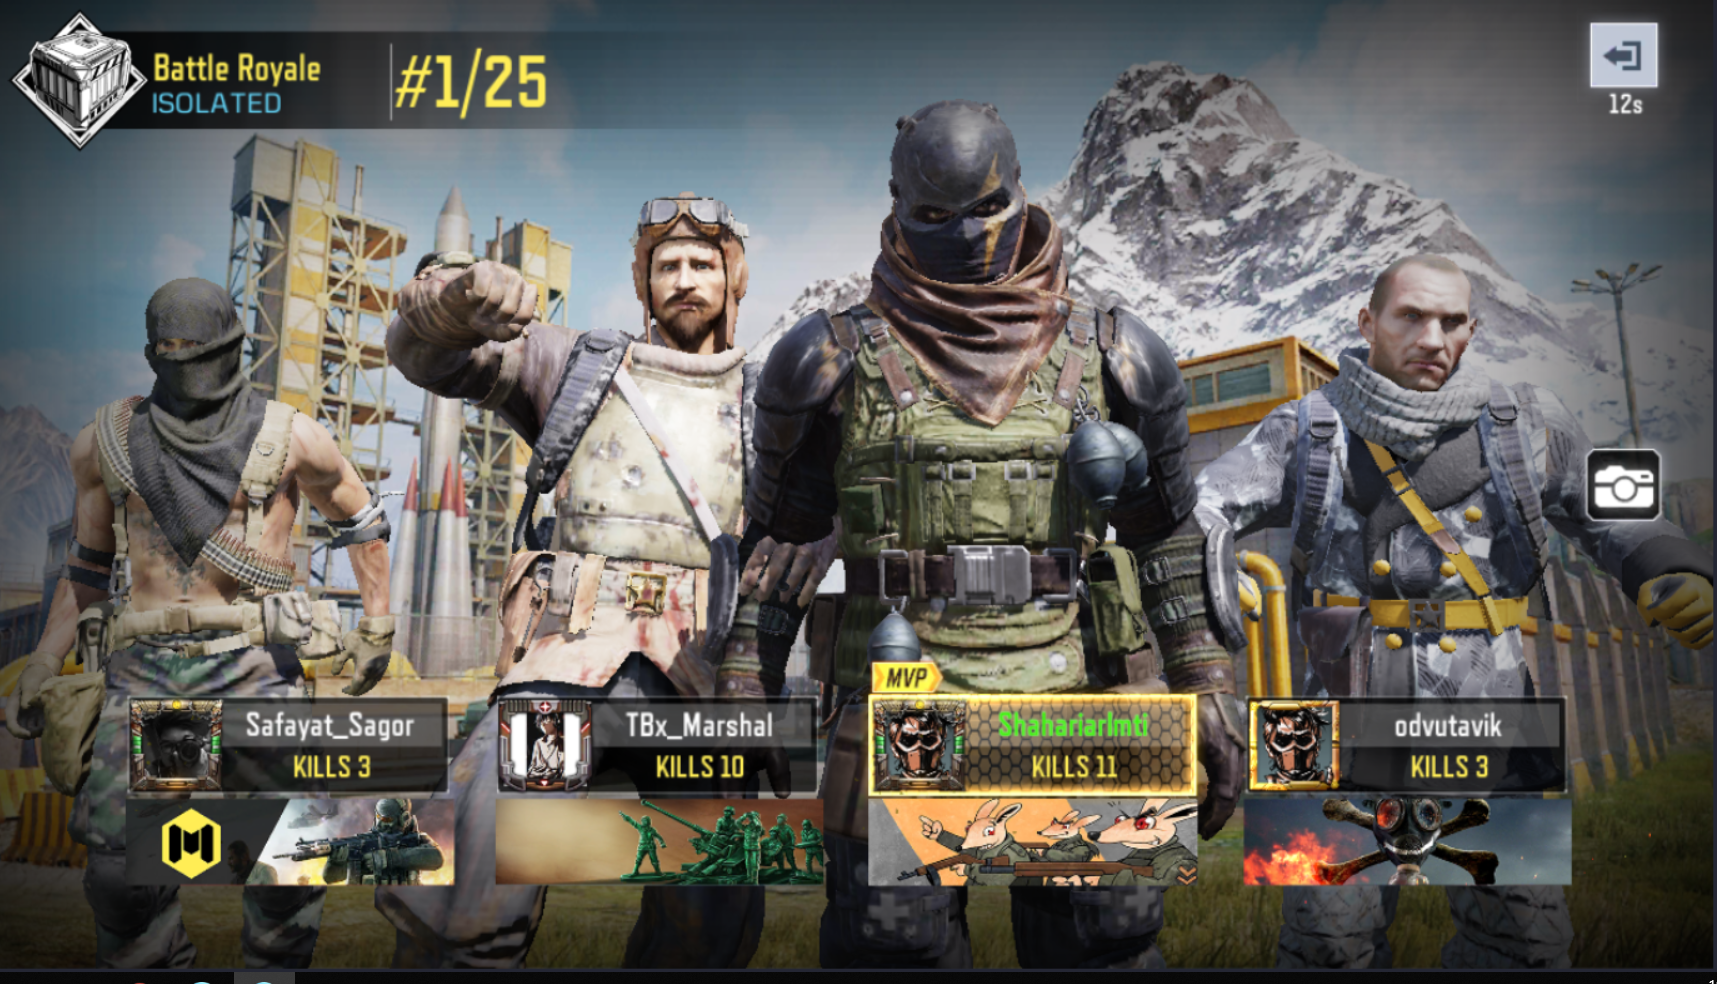 Battle Royale
ISOLATED
#1/25
12s
MVP
Safayat_Sagor
KILLS 3
TBx_Marshal
KILLS 10
ShahariarImti
KILLS 11
odvutavik
KILLS 3